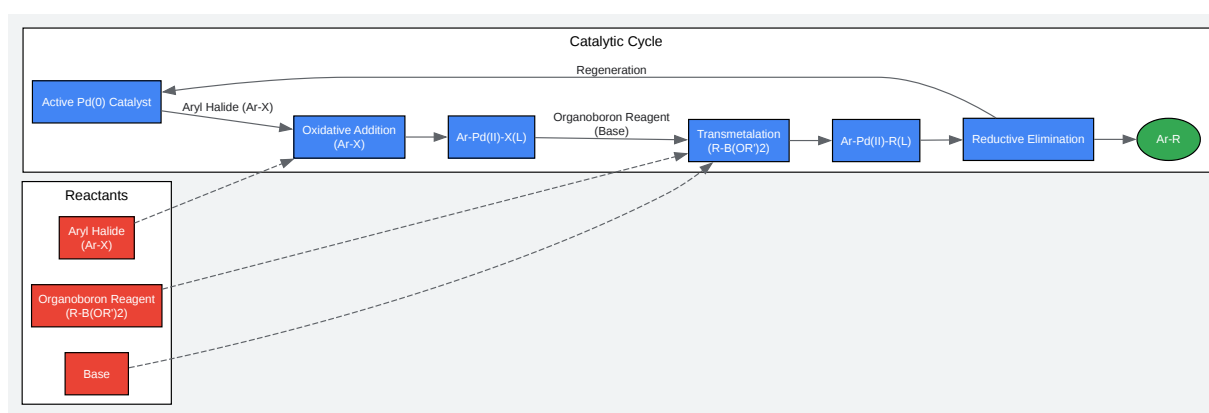 Catalytic Cycle
Regeneration
Active Pd(0) Catalyst
Aryl Halide (Ar-X)
Oxidative Addition
(Ar-X)
Ar-Pd(II)-X(L)
Organoboron Reagent
(Base)
Transmetalation
(R-B(OR')2)
Ar-Pd(II)-R(L)
Reductive Elimination
Ar-R
Reactants
Aryl Halide
(Ar-X)
Organoboron Reagent
(R-B(OR')2)
Base